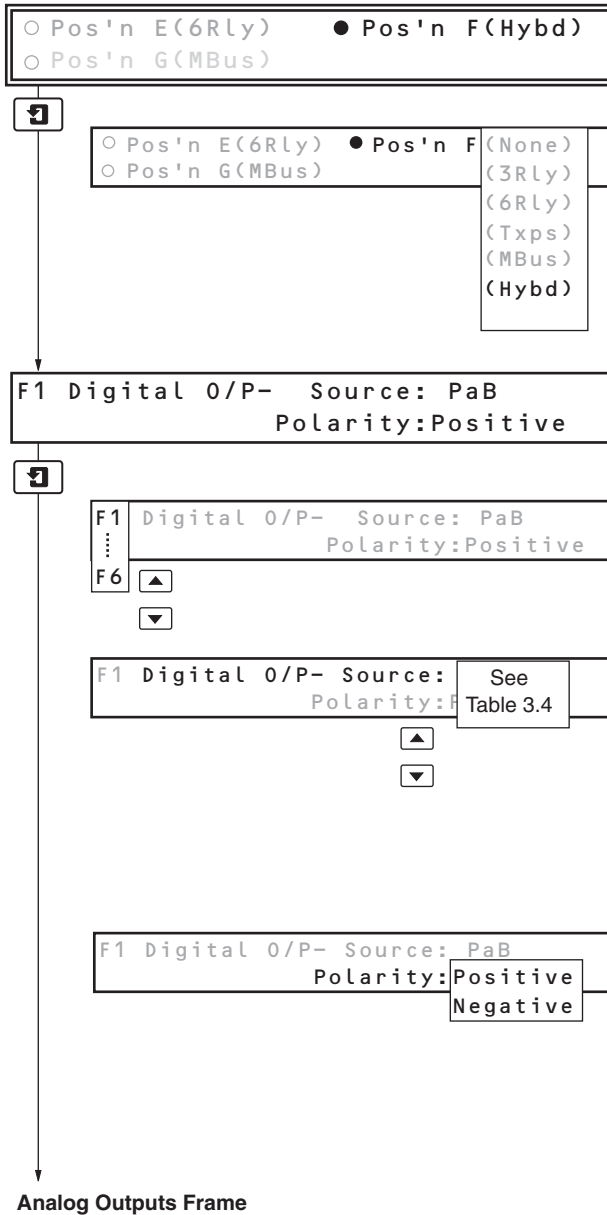 ○ Pos'n E(6Rly) ● Pos'n F(Hybd)
○ Pos'n G(MBus)
○ Pos'n E(6Rly) ● Pos'n F (None)
○ Pos'n G(MBus) (3Rly)
(6Rly)
(Txps)
(MBus)
(Hybd)
F1 Digital O/P– Source: PaB
Polarity:Positive
F1 Digital O/P– Source: PaB
Polarity:Positive
F6
F1 Digital O/P– Source: See
Polarity:P Table 3.4
F1 Digital O/P– Source: PaB
Polarity:Positive
Negative
Analog Outputs Frame